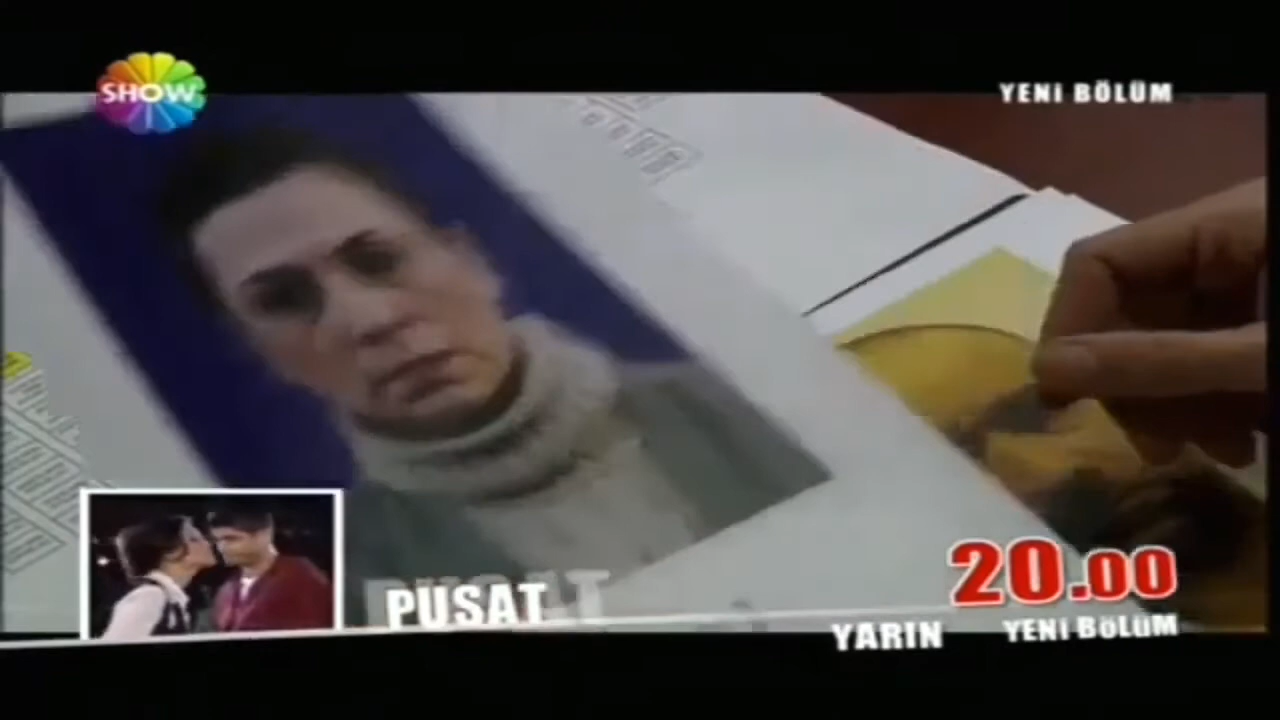 SHOW
YENİ BÖLÜM
PUSAT
20.00
YARIN
YENİ BÖLÜM